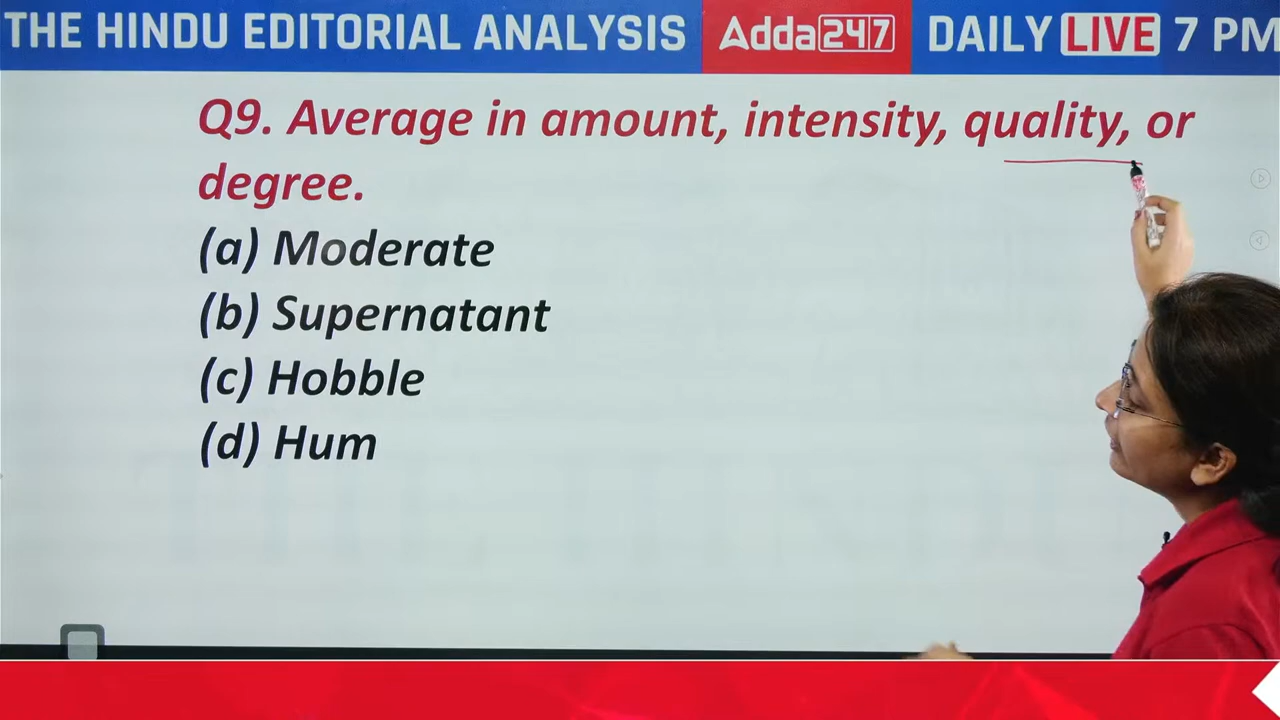 THE HINDU EDITORIAL ANALYSIS Adda247 DAILY LIVE 7 PM
Q9. Average in amount, intensity, quality, or
degree.
(a) Moderate
(b) Supernatant
(c) Hobble
(d) Hum